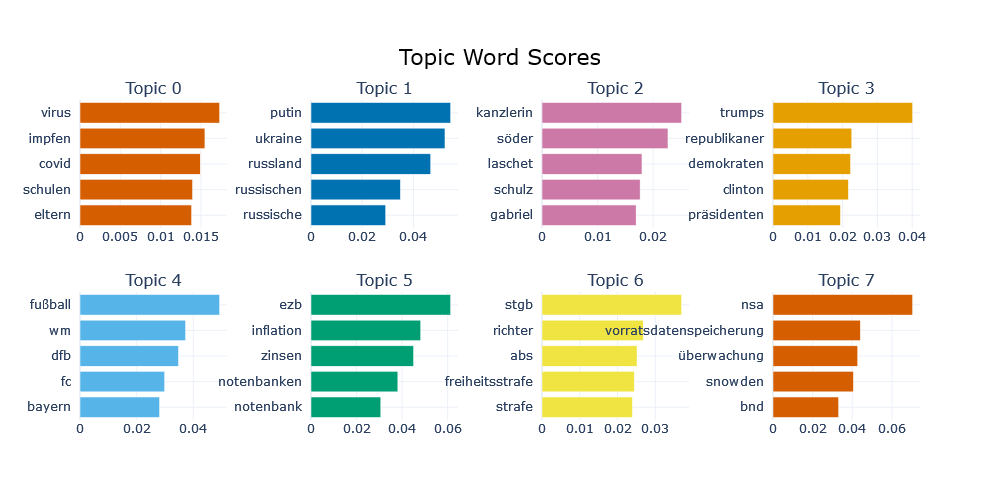 Topic Word Scores
Topic 0
virus
impfen
covid
schulen
eltern
0 0.005 0.01 0.015
Topic 1
putin
ukraine
russland
russischen
russische
0 0.02 0.04
Topic 2
kanzlerin
söder
laschet
schulz
gabriel
0 0.01 0.02
Topic 3
trumps
republikaner
demokraten
clinton
präsidenten
0 0.01 0.02 0.03 0.04
Topic 4
fußball
wm
dfb
fc
bayern
0 0.02 0.04
Topic 5
ezb
inflation
zinsen
notenbanken
notenbank
0 0.02 0.04 0.06
Topic 6
stgb
richter
abs
freiheitsstrafe
strafe
0 0.01 0.02 0.03
Topic 7
nsa
vorratsdatenspeicherung
überwachung
snowden
bnd
0 0.02 0.04 0.06